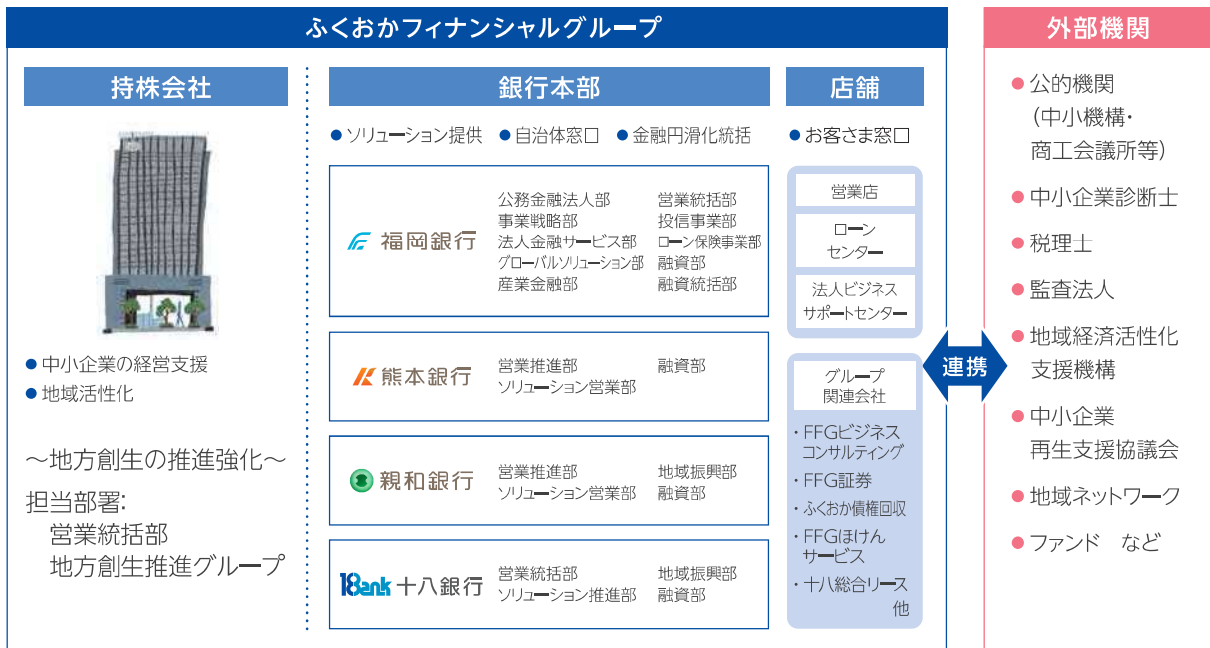 ふくおかフィナンシャルグループ
持株会社
● 中小企業の経営支援
● 地域活性化
～地方創生の推進強化～
担当部署:
営業統括部
地方創生推進グループ
銀行本部
● ソリューション提供 ● 自治体窓口 ● 金融円滑化統括
福岡銀行
公務金融法人部 営業統括部
事業戦略部 投信事業部
法人金融サービス部 ローン保険事業部
グローバルソリューション部 融資部
産業金融部 融資統括部
熊本銀行
営業推進部 融資部
ソリューション営業部
親和銀行
営業推進部 地域振興部
ソリューション営業部 融資部
18Bank 十八銀行
営業統括部 地域振興部
ソリューション推進部 融資部
店舗
● お客さま窓口
営業店
ローン
センター
法人ビジネス
サポートセンター
グループ
関連会社
・FFGビジネス
コンサルティング
・FFG証券
・ふくおか債権回収
・FFGほけん
サービス
・十八総合リース
他
連携
外部機関
● 公的機関
（中小機構・
商工会議所等）
● 中小企業診断士
● 税理士
● 監査法人
● 地域経済活性化
支援機構
● 中小企業
再生支援協議会
● 地域ネットワーク
● ファンド　など